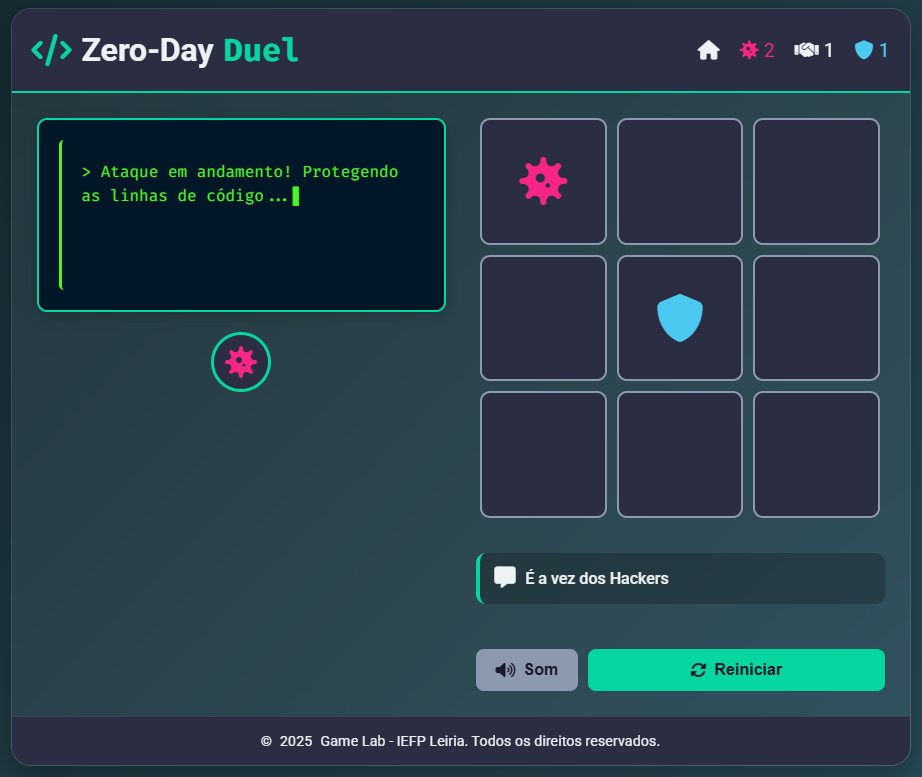 </> Zero-Day Duel
2
1
1
> Ataque em andamento! Protegendo
as linhas de código...
É a vez dos Hackers
Som
Reiniciar
© 2025 Game Lab - IEFP Leiria. Todos os direitos reservados.